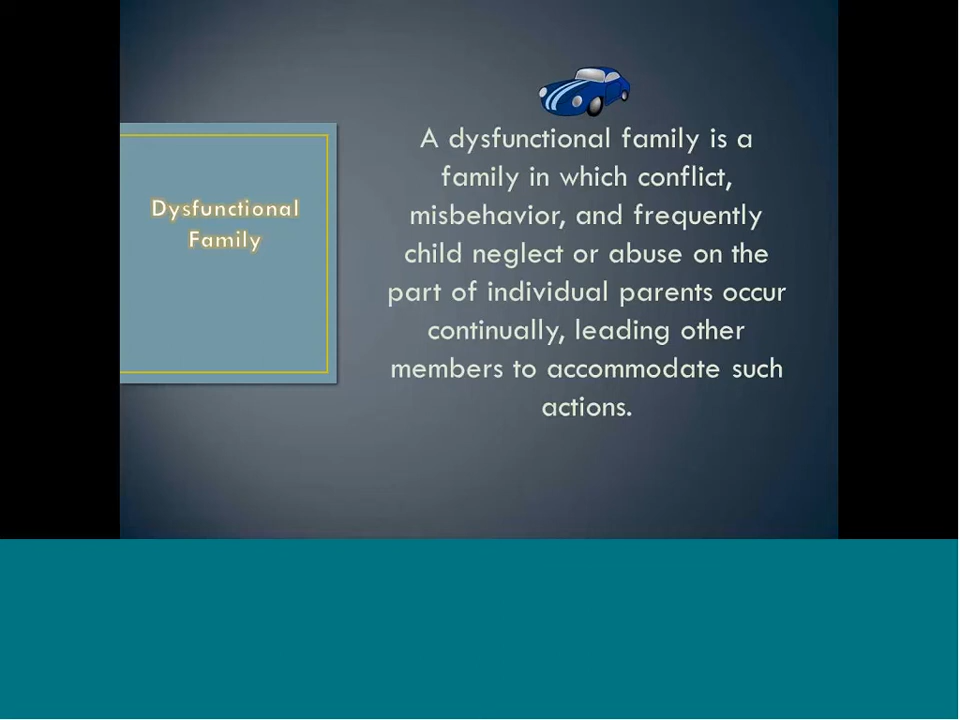 Dysfunctional
Family
A dysfunctional family is a
family in which conflict,
misbehavior, and frequently
child neglect or abuse on the
part of individual parents occur
continually, leading other
members to accommodate such
actions.